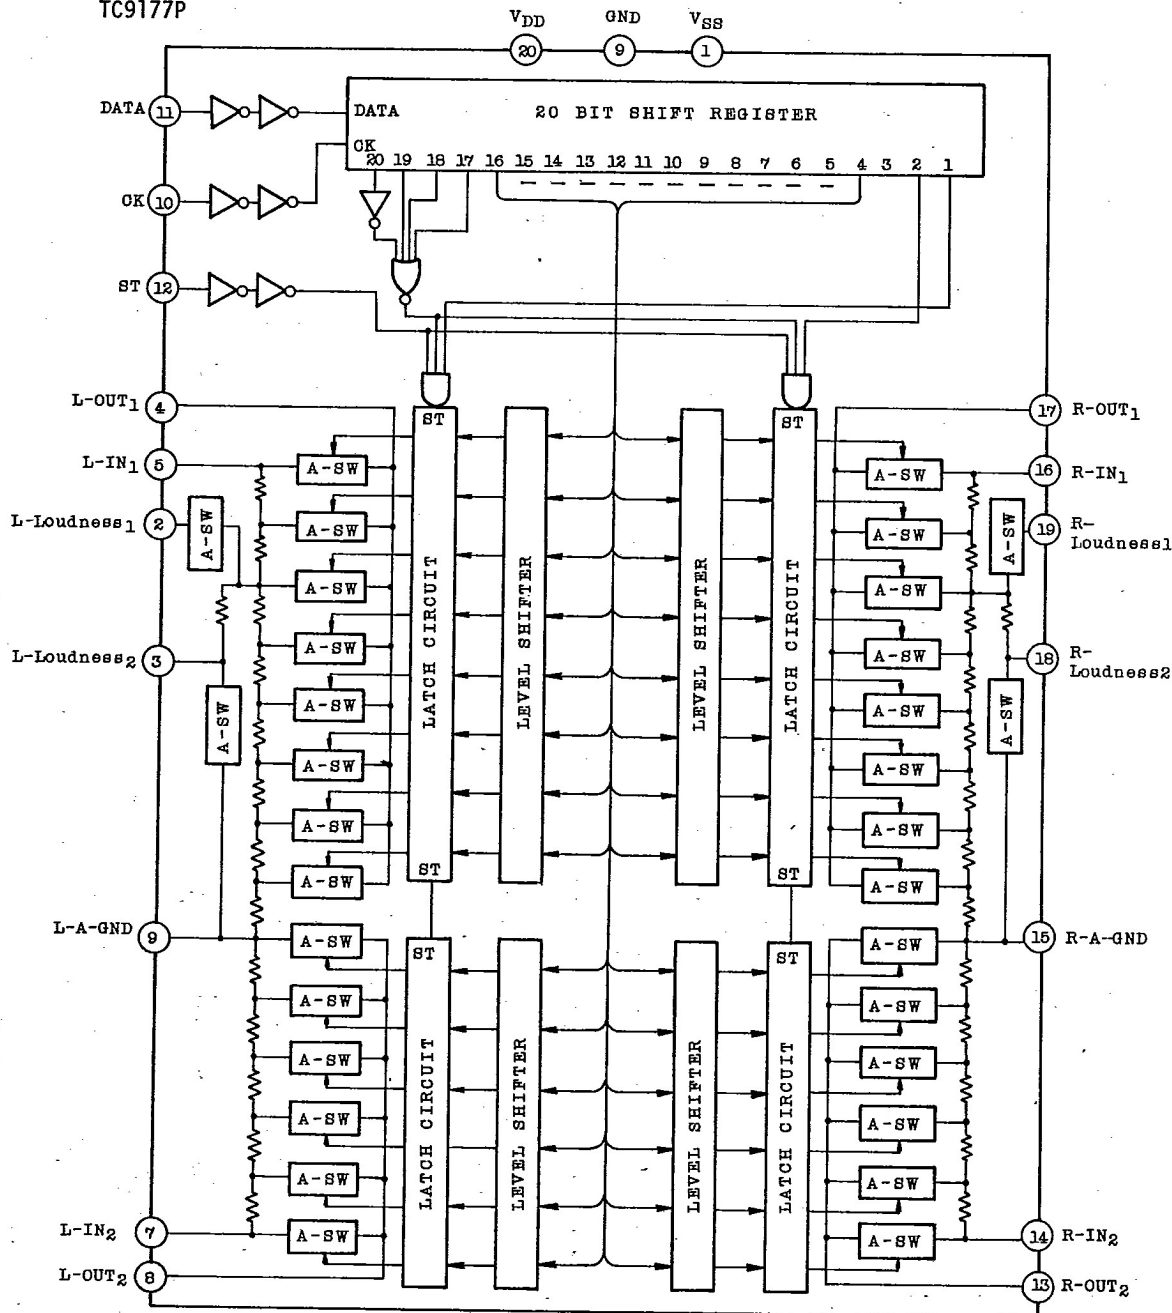 TC9177P
VDD GND VSS
20 9 1
DATA 11 DATA 20 BIT SHIFT REGISTER
CK
20 19 18 17 16 15 14 13 12 11 10 9 8 7 6 5 4 3 2 1
CK 10
ST 12
L-OUT1 4 ST ST 17 R-OUT1
L-IN1 5 A-SW A-SW 16 R-IN1
L-Loudness1 2 A-SW A-SW A-SW A-SW 19 R-Loudness1
A-SW A-SW
A-SW A-SW
L-Loudness2 3 18 R-Loudness2
A-SW A-SW A-SW A-SW
LATCH CIRCUIT LEVEL SHIFTER LEVEL SHIFTER LATCH CIRCUIT
A-SW A-SW
A-SW A-SW
A-SW A-SW
ST ST
L-A-GND 9 A-SW A-SW 15 R-A-GND
ST ST
A-SW A-SW
A-SW A-SW
LATCH CIRCUIT LEVEL SHIFTER LEVEL SHIFTER LATCH CIRCUIT
A-SW A-SW
A-SW A-SW
L-IN2 7 A-SW A-SW 14 R-IN2
L-OUT2 8 13 R-OUT2